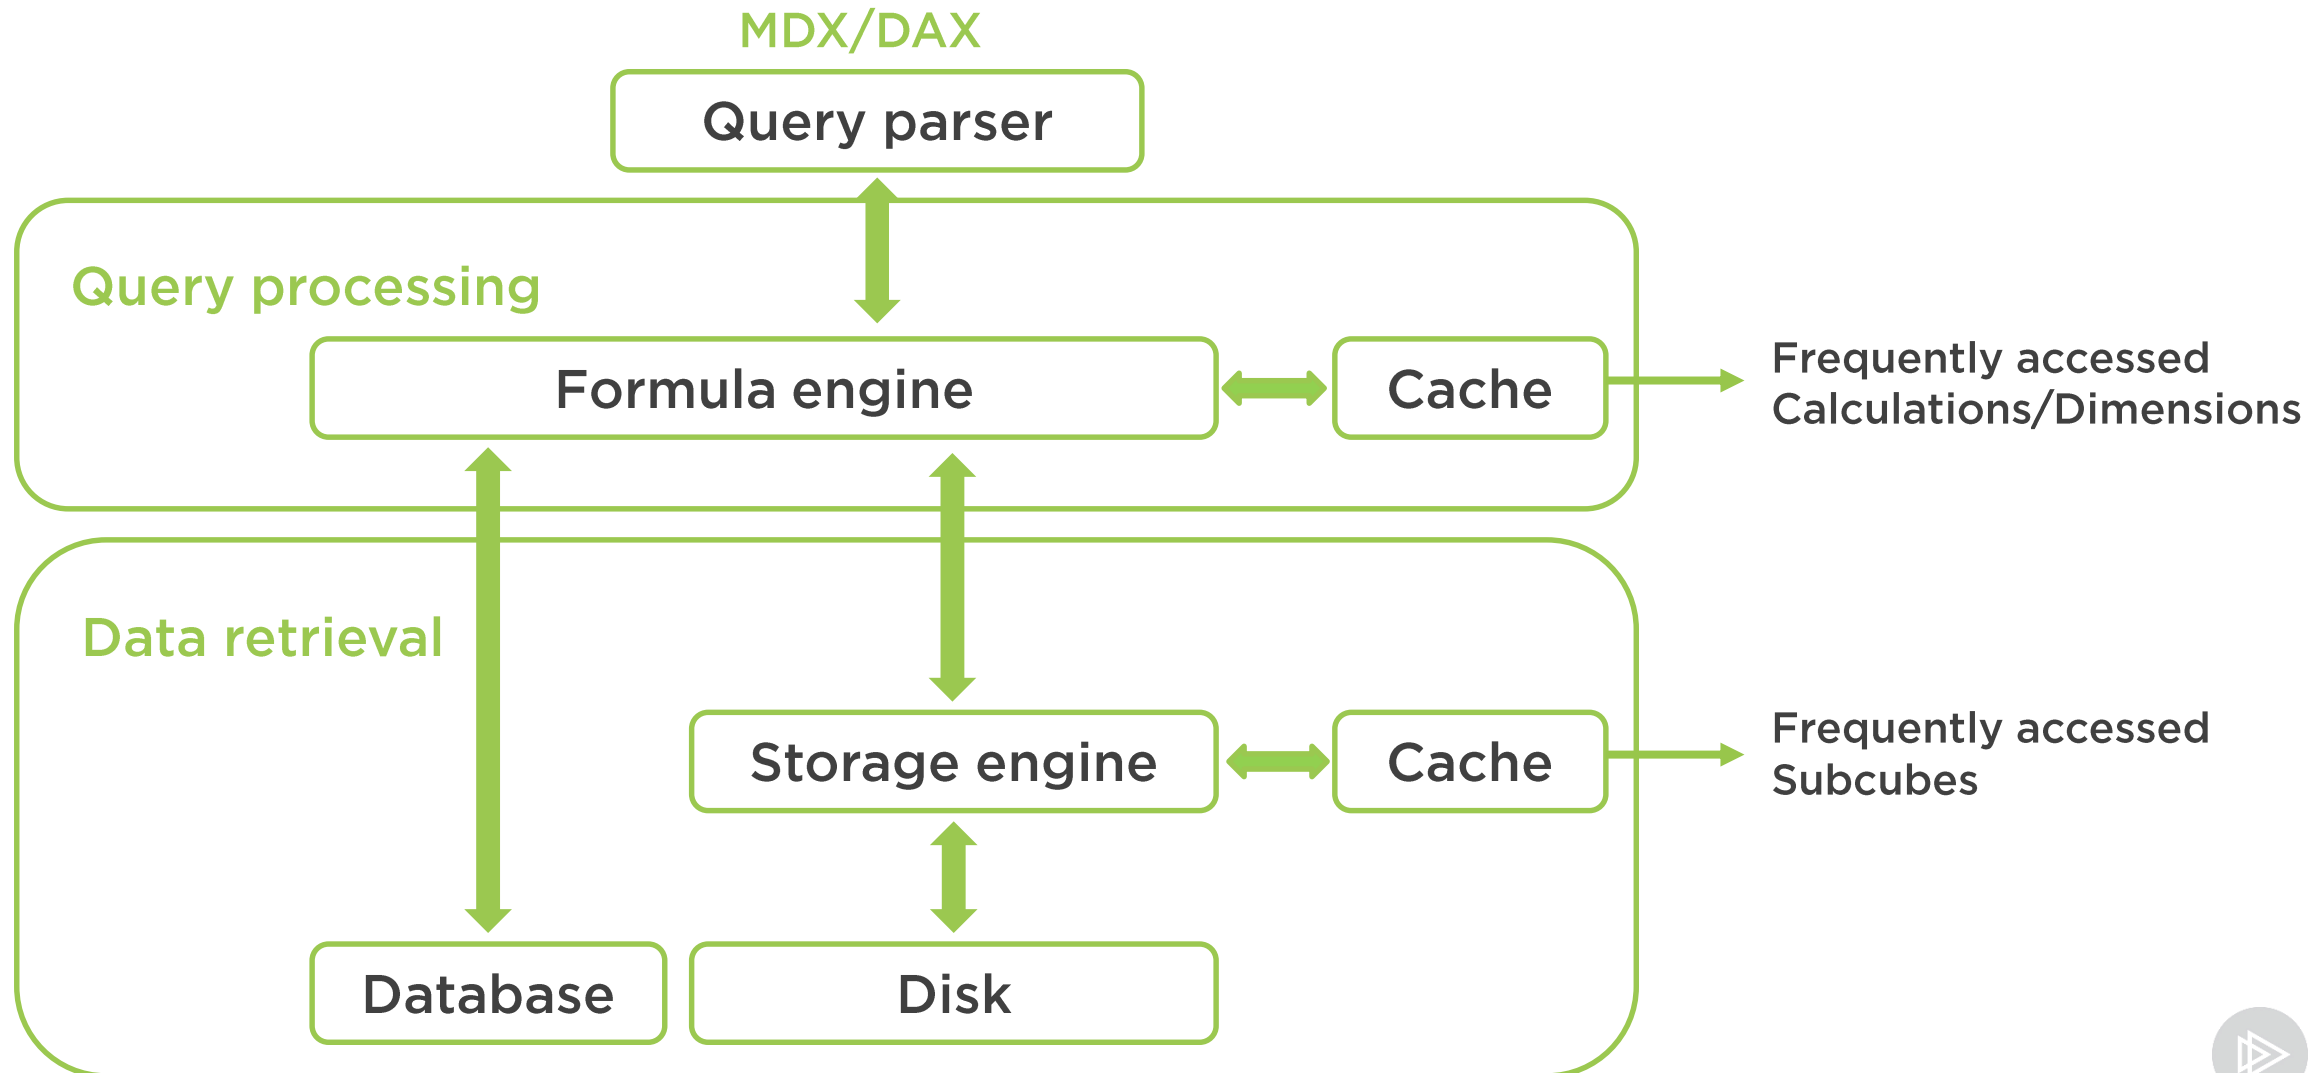 MDX/DAX
Query parser
Query processing
Formula engine
Cache
Frequently accessed
Calculations/Dimensions
Data retrieval
Storage engine
Cache
Frequently accessed
Subcubes
Database
Disk